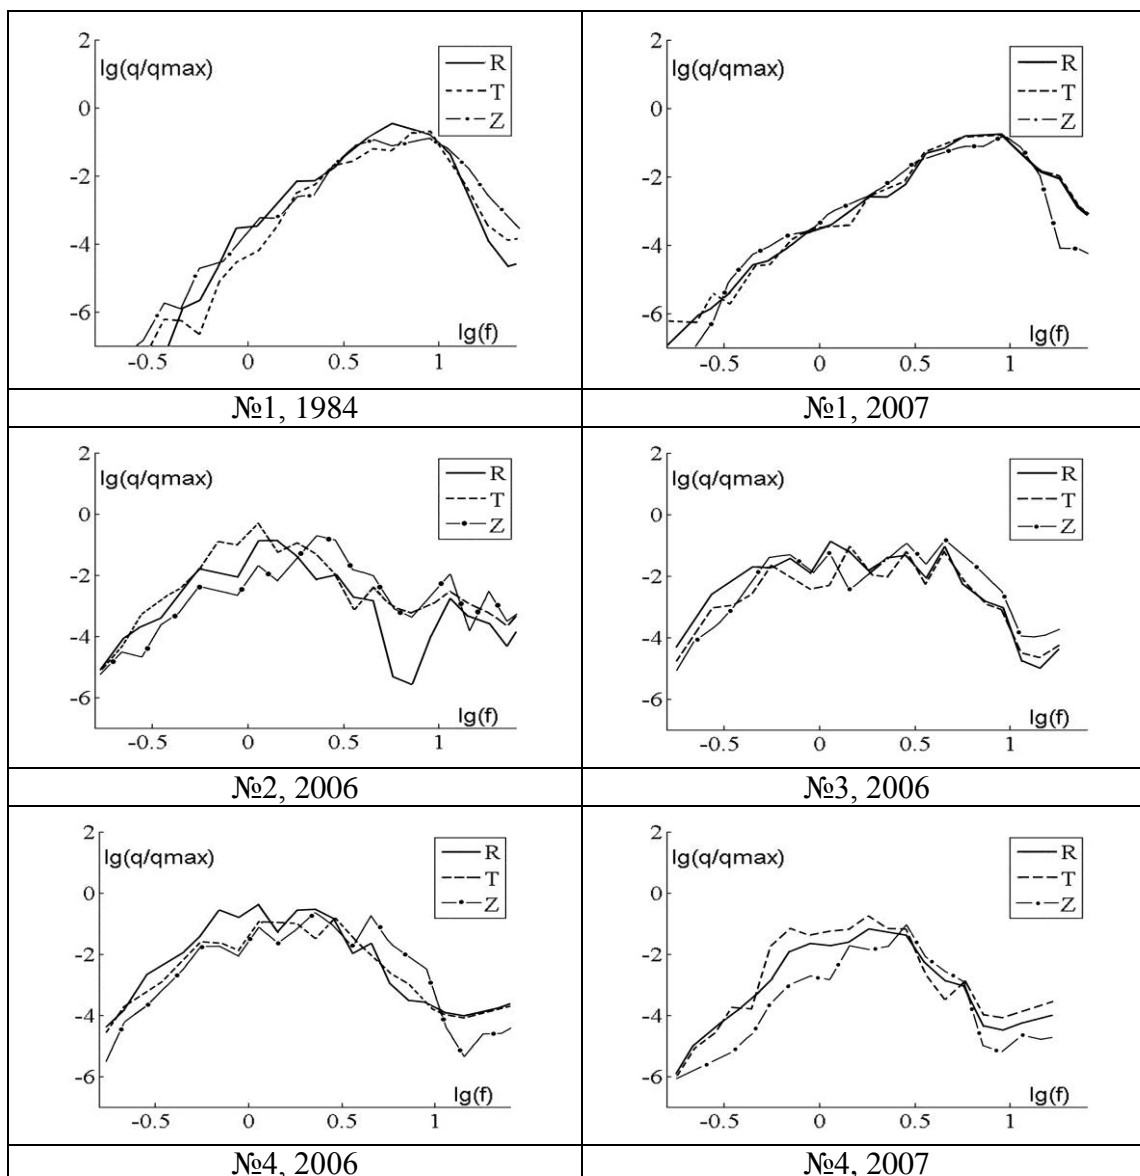 2
lg(q/qmax)
0
-2
-4
-6
R
T
Z
lg(f)
-0.5 0 0.5 1
2
lg(q/qmax)
0
-2
-4
-6
R
T
Z
lg(f)
-0.5 0 0.5 1
№1, 1984
№1, 2007
2
lg(q/qmax)
0
-2
-4
-6
R
T
Z
lg(f)
-0.5 0 0.5 1
2
lg(q/qmax)
0
-2
-4
-6
R
T
Z
lg(f)
-0.5 0 0.5 1
№2, 2006
№3, 2006
2
lg(q/qmax)
0
-2
-4
-6
R
T
Z
lg(f)
-0.5 0 0.5 1
2
lg(q/qmax)
0
-2
-4
-6
R
T
Z
lg(f)
-0.5 0 0.5 1
№4, 2006
№4, 2007